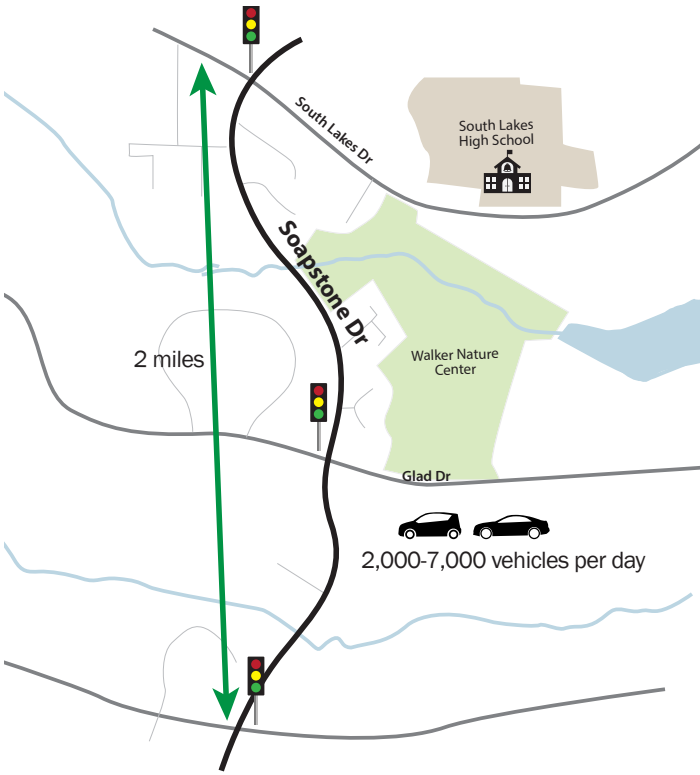 South Lakes Dr
South Lakes
High School
Soapstone Dr
2 miles
Walker Nature
Center
Glad Dr
2,000-7,000 vehicles per day